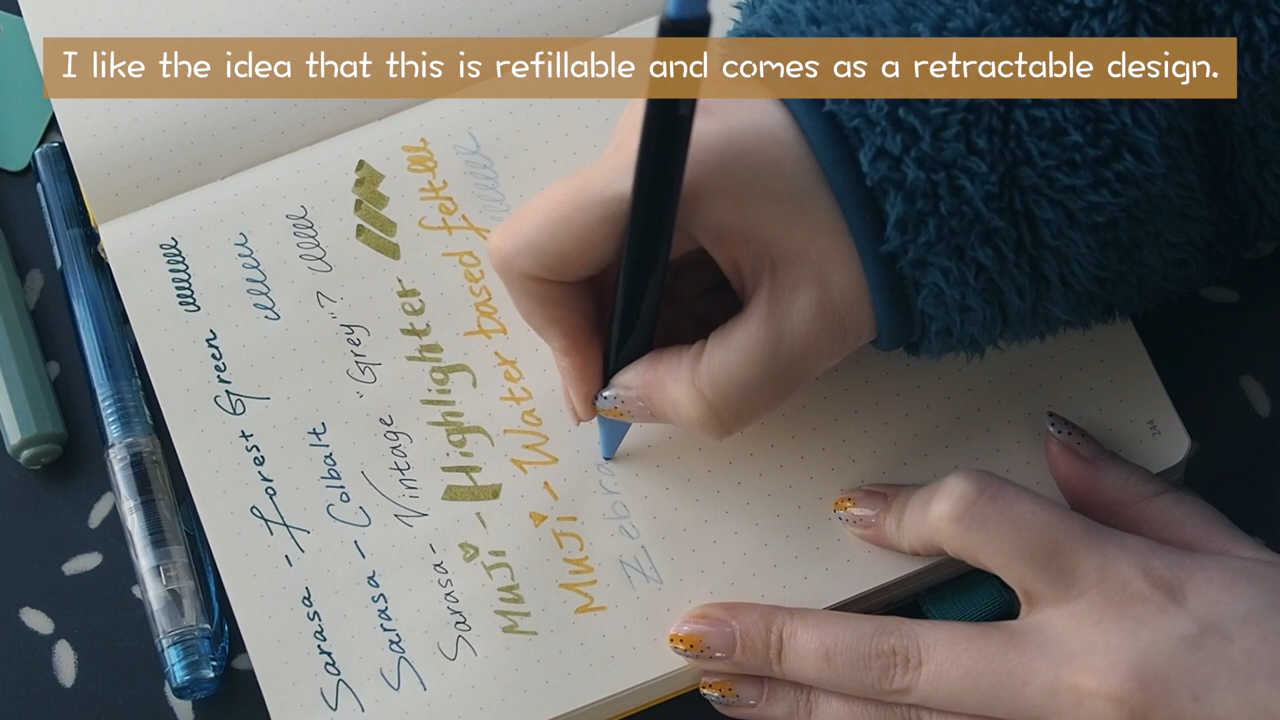 I like the idea that this is refillable and comes as a retractable design.
Sarasa - Forest Green
Sarasa - Colbalt
Sarasa - Vintage "Grey"?
MUJI - Highlighter
MUJI - Water based felt
Zebra
244